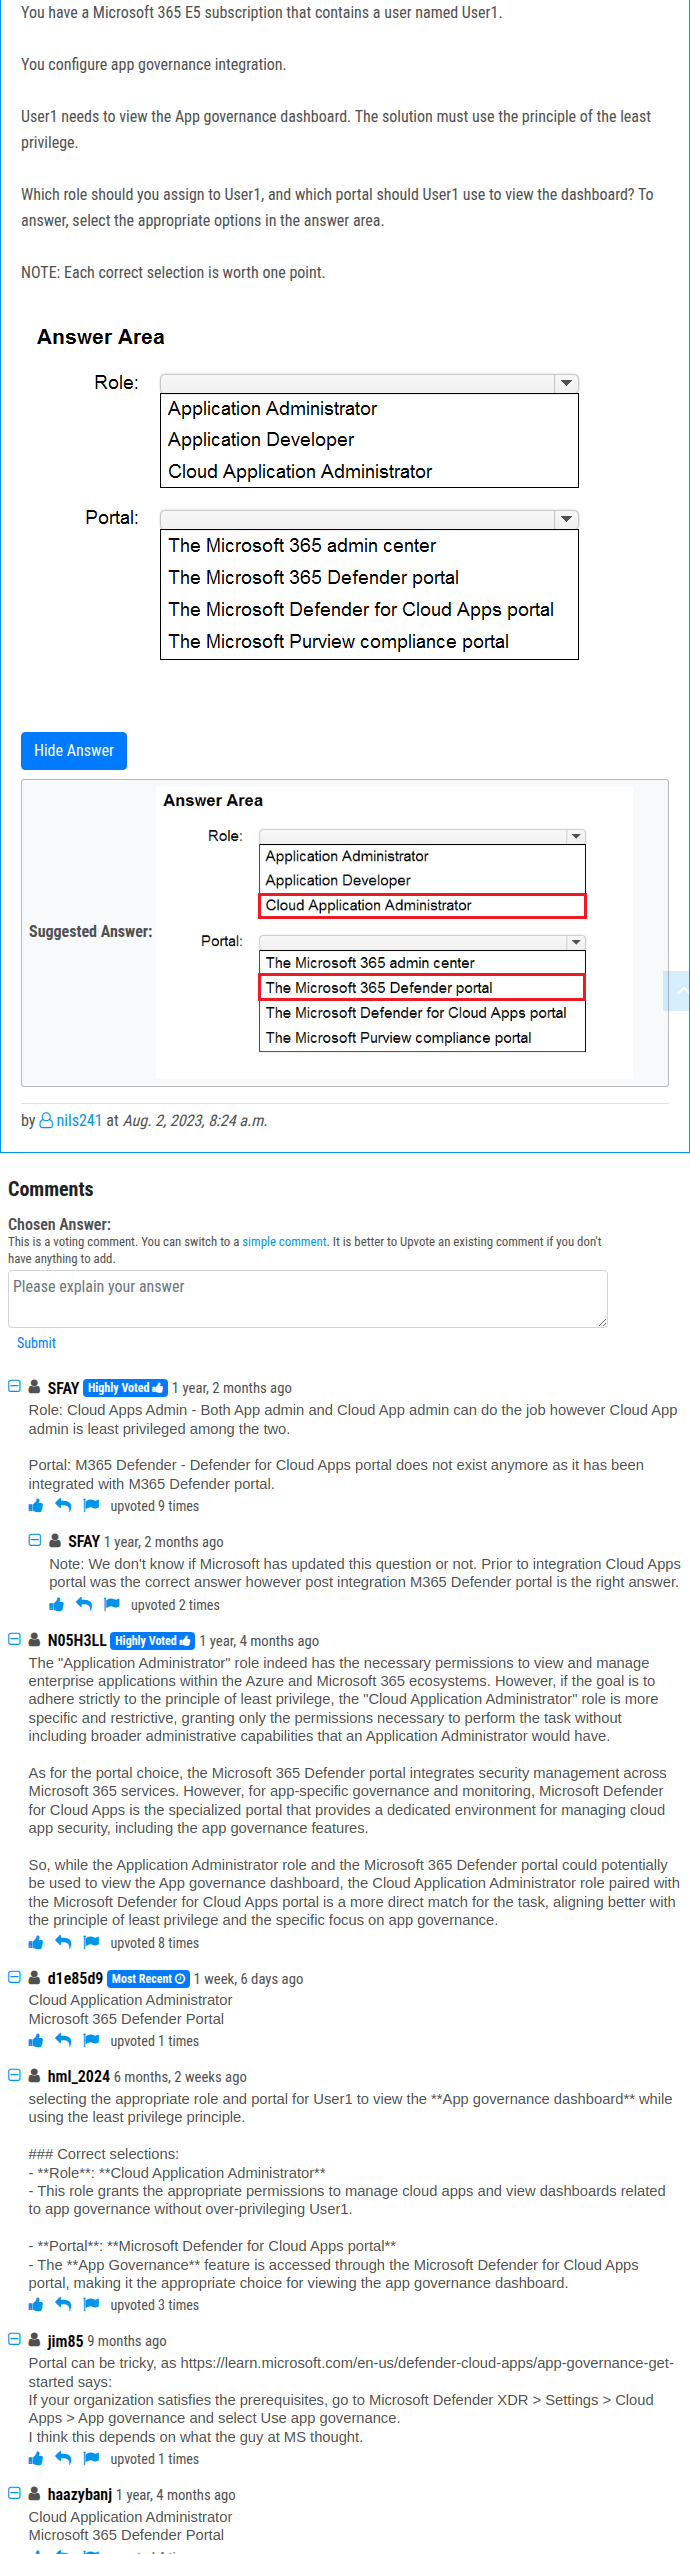 You have a Microsoft 365 E5 subscription that contains a user named User1.
You configure app governance integration.
User1 needs to view the App governance dashboard. The solution must use the principle of the least
privilege.
Which role should you assign to User1, and which portal should User1 use to view the dashboard? To
answer, select the appropriate options in the answer area.
NOTE: Each correct selection is worth one point.
Answer Area
Role:
Application Administrator
Application Developer
Cloud Application Administrator
Portal:
The Microsoft 365 admin center
The Microsoft 365 Defender portal
The Microsoft Defender for Cloud Apps portal
The Microsoft Purview compliance portal
Hide Answer
Suggested Answer:
Answer Area
Role:
Application Administrator
Application Developer
Cloud Application Administrator
Portal:
The Microsoft 365 admin center
The Microsoft 365 Defender portal
The Microsoft Defender for Cloud Apps portal
The Microsoft Purview compliance portal
by nils241 at Aug. 2, 2023, 8:24 a.m.
Comments
Chosen Answer:
This is a voting comment. You can switch to a simple comment. It is better to Upvote an existing comment if you don't
have anything to add.
Please explain your answer
Submit
SFAY Highly Voted 1 year, 2 months ago
Role: Cloud Apps Admin - Both App admin and Cloud App admin can do the job however Cloud App
admin is least privileged among the two.
Portal: M365 Defender - Defender for Cloud Apps portal does not exist anymore as it has been
integrated with M365 Defender portal.
upvoted 9 times
SFAY 1 year, 2 months ago
Note: We don't know if Microsoft has updated this question or not. Prior to integration Cloud Apps
portal was the correct answer however post integration M365 Defender portal is the right answer.
upvoted 2 times
N05H3LL Highly Voted 1 year, 4 months ago
The "Application Administrator" role indeed has the necessary permissions to view and manage
enterprise applications within the Azure and Microsoft 365 ecosystems. However, if the goal is to
adhere strictly to the principle of least privilege, the "Cloud Application Administrator" role is more
specific and restrictive, granting only the permissions necessary to perform the task without
including broader administrative capabilities that an Application Administrator would have.
As for the portal choice, the Microsoft 365 Defender portal integrates security management across
Microsoft 365 services. However, for app-specific governance and monitoring, Microsoft Defender
for Cloud Apps is the specialized portal that provides a dedicated environment for managing cloud
app security, including the app governance features.
So, while the Application Administrator role and the Microsoft 365 Defender portal could potentially
be used to view the App governance dashboard, the Cloud Application Administrator role paired with
the Microsoft Defender for Cloud Apps portal is a more direct match for the task, aligning better with
the principle of least privilege and the specific focus on app governance.
upvoted 8 times
d1e85d9 Most Recent 1 week, 6 days ago
Cloud Application Administrator
Microsoft 365 Defender Portal
upvoted 1 times
hml_2024 6 months, 2 weeks ago
selecting the appropriate role and portal for User1 to view the **App governance dashboard** while
using the least privilege principle.
### Correct selections:
- **Role**: **Cloud Application Administrator**
- This role grants the appropriate permissions to manage cloud apps and view dashboards related
to app governance without over-privileging User1.
- **Portal**: **Microsoft Defender for Cloud Apps portal**
- The **App Governance** feature is accessed through the Microsoft Defender for Cloud Apps
portal, making it the appropriate choice for viewing the app governance dashboard.
upvoted 3 times
jim85 9 months ago
Portal can be tricky, as https://learn.microsoft.com/en-us/defender-cloud-apps/app-governance-get-
started says:
If your organization satisfies the prerequisites, go to Microsoft Defender XDR > Settings > Cloud
Apps > App governance and select Use app governance.
I think this depends on what the guy at MS thought.
upvoted 1 times
haazybanj 1 year, 4 months ago
Cloud Application Administrator
Microsoft 365 Defender Portal